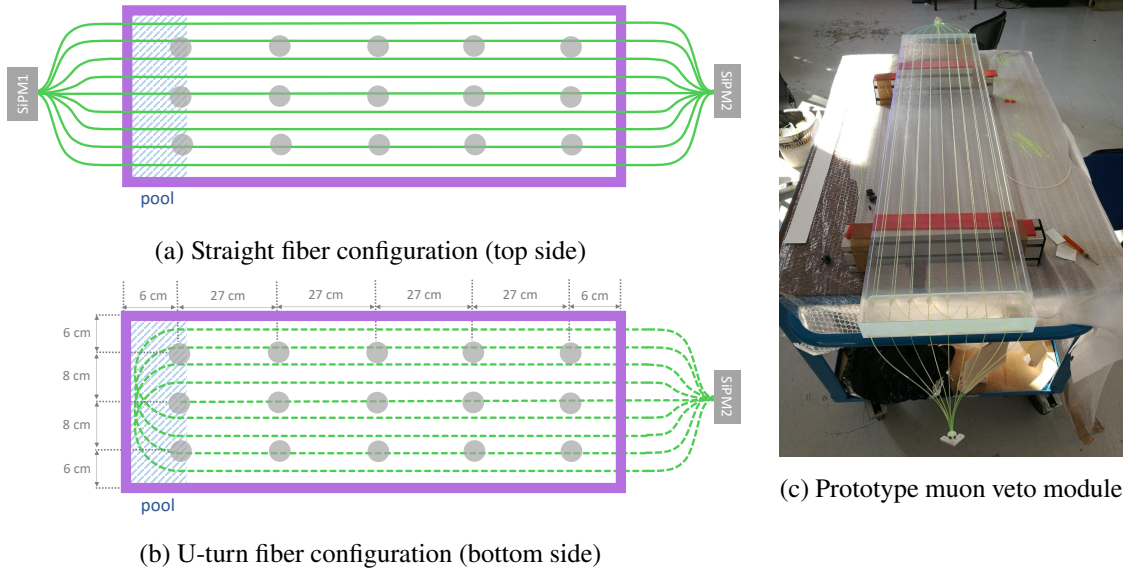 SiPM1
SiPM2
pool
(a) Straight fiber configuration (top side)
6 cm
27 cm
27 cm
27 cm
27 cm
6 cm
6 cm
8 cm
8 cm
6 cm
SiPM2
pool
(b) U-turn fiber configuration (bottom side)
(c) Prototype muon veto module